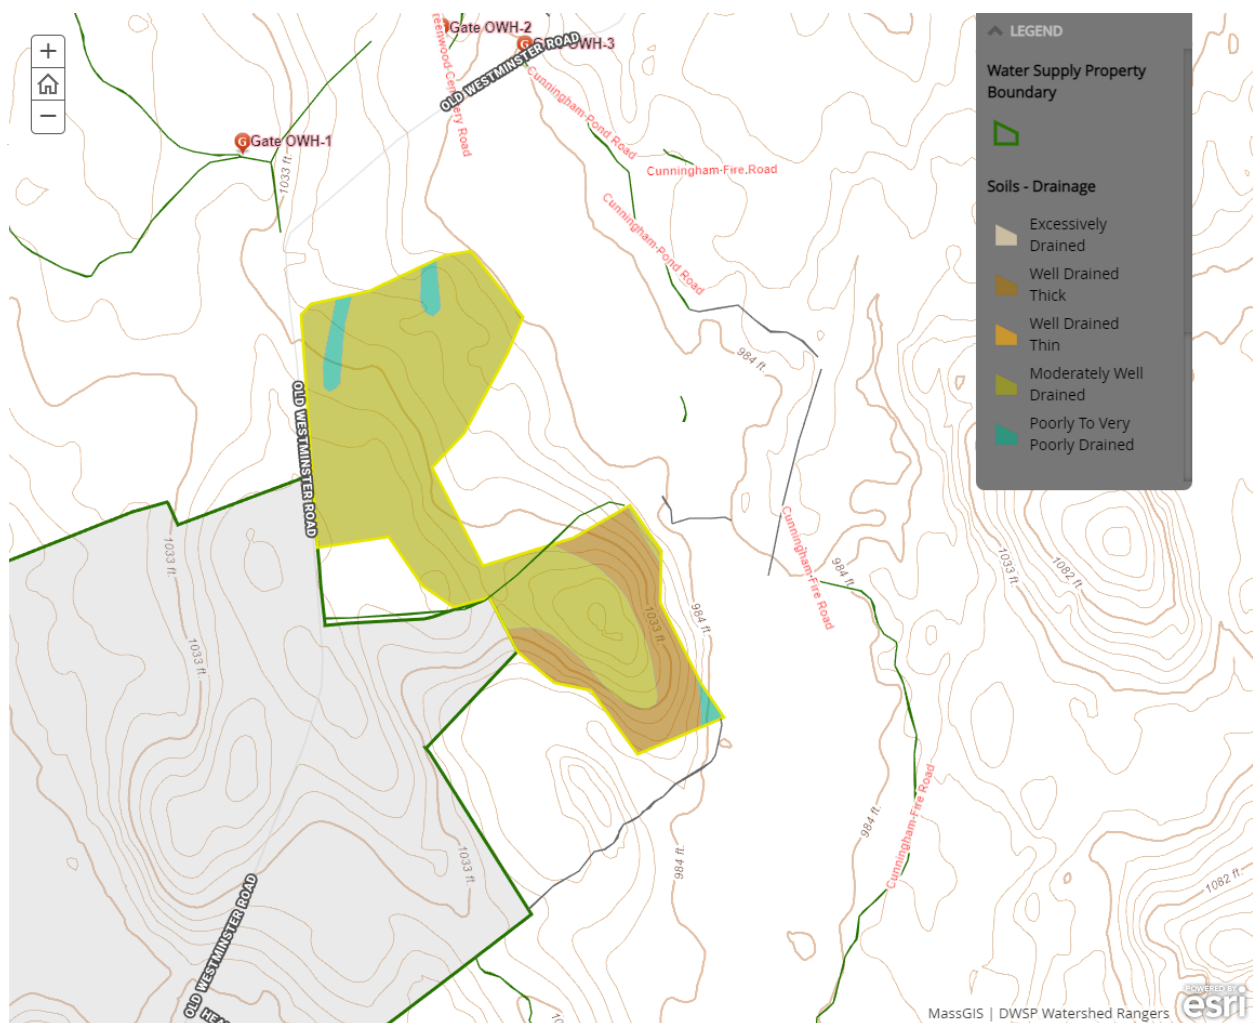 Gate OWH-2
OWH-3
OLD WESTMINSTER ROAD
Cunningham-Pond Road
Gate OWH-1
1033 ft.
Cunningham-Fire Road
Cunningham-Pond Road
984 ft.
OLD WESTMINSTER ROAD
1033 ft.
Cunningham-Fire Road
984 ft.
1033 ft.
1082 ft.
1033 ft.
984 ft.
1033 ft.
984 ft.
984 ft.
1033 ft.
Cunningham-Fire Road
1082 ft.
OLD WESTMINSTER ROAD
LEGEND
Water Supply Property
Boundary
Soils - Drainage
Excessively
Drained
Well Drained
Thick
Well Drained
Thin
Moderately Well
Drained
Poorly To Very
Poorly Drained
MassGIS | DWSP Watershed Rangers
POWERED BY
esri